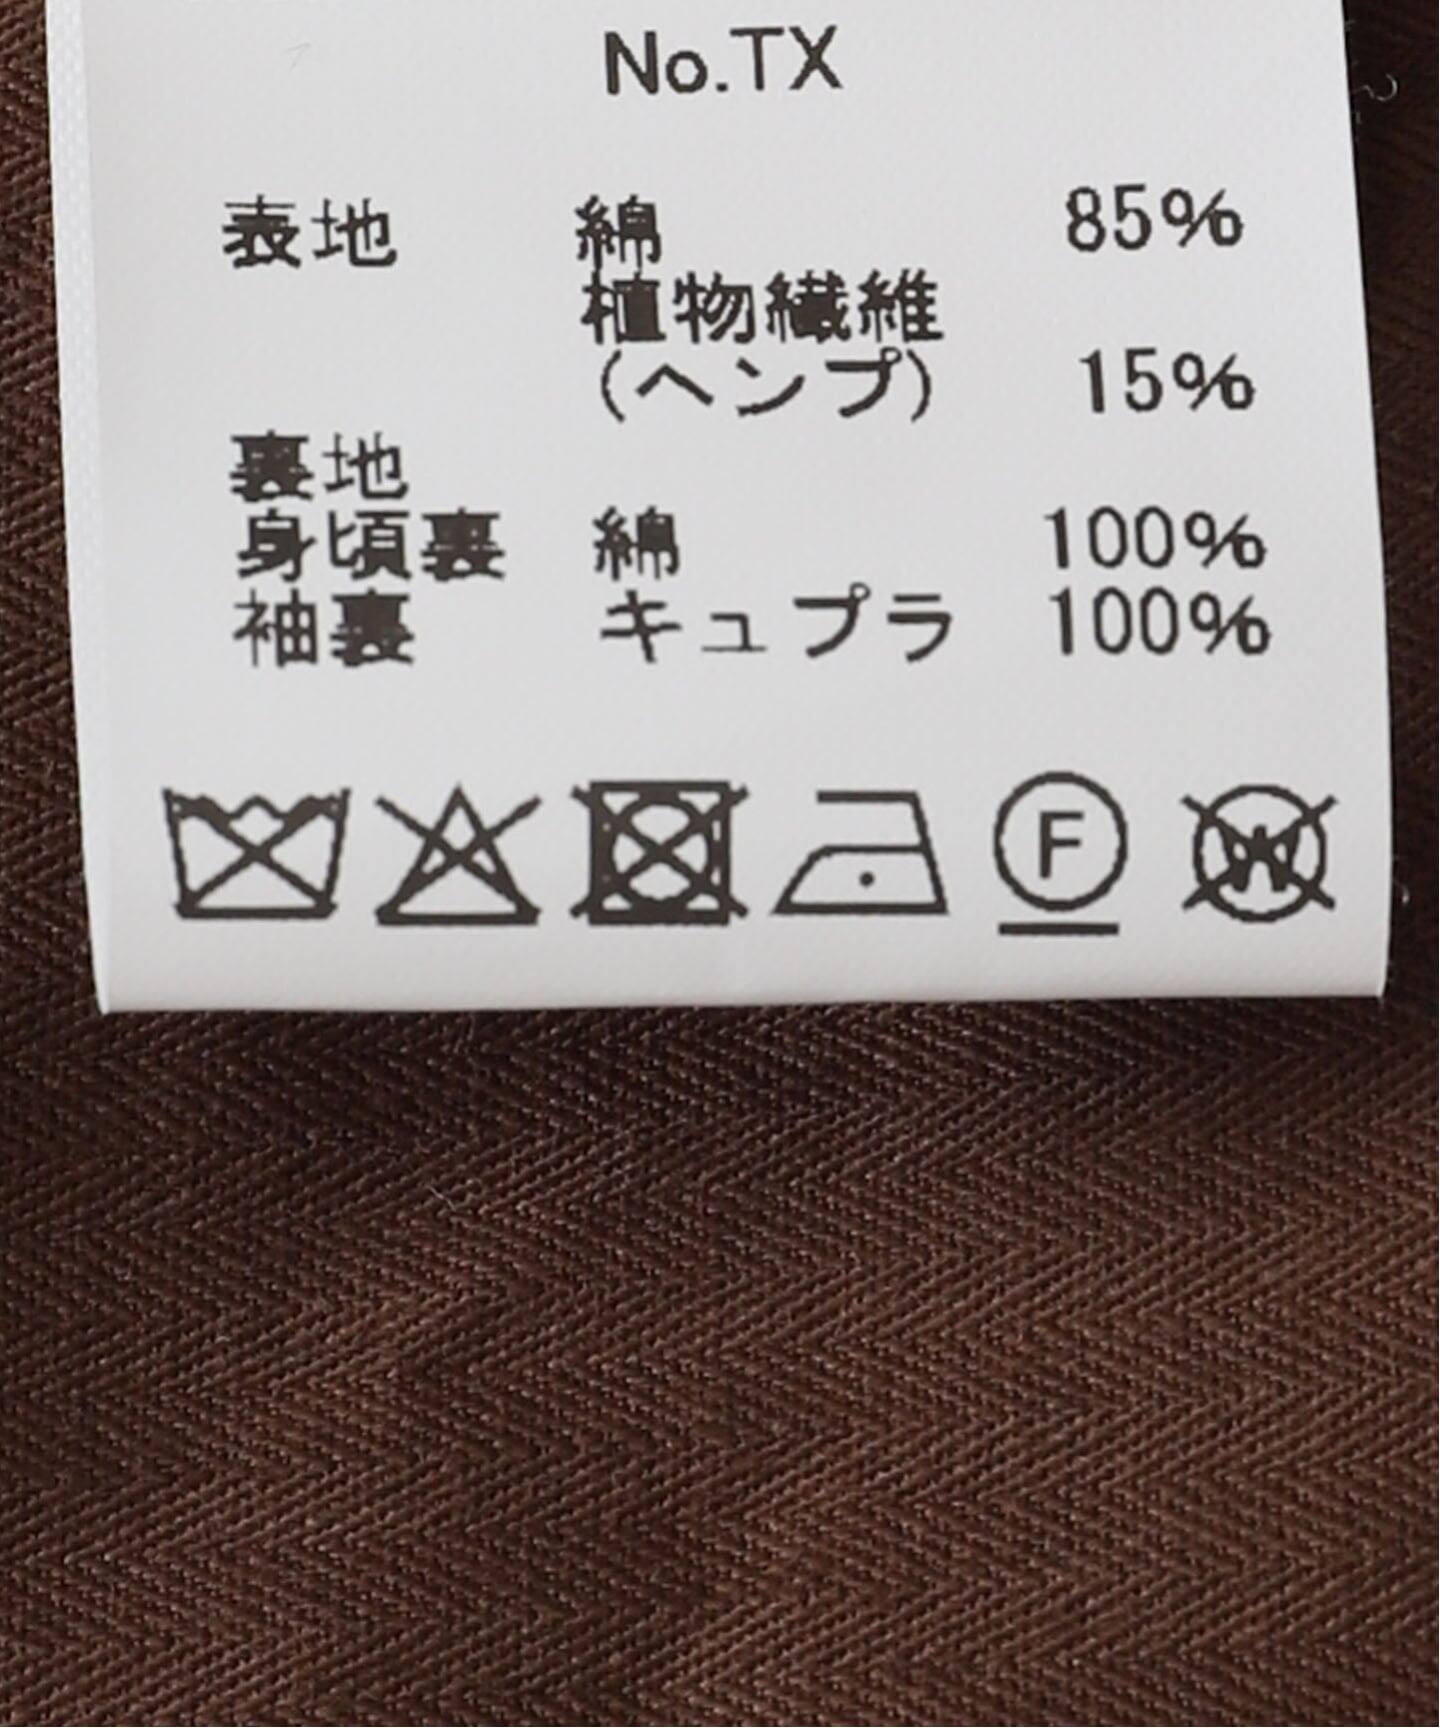 No.TX
表地 綿 85%
植物繊維
(ヘンプ) 15%
裏地
身頃裏 綿 100%
袖裏 キュプラ 100%
F
W